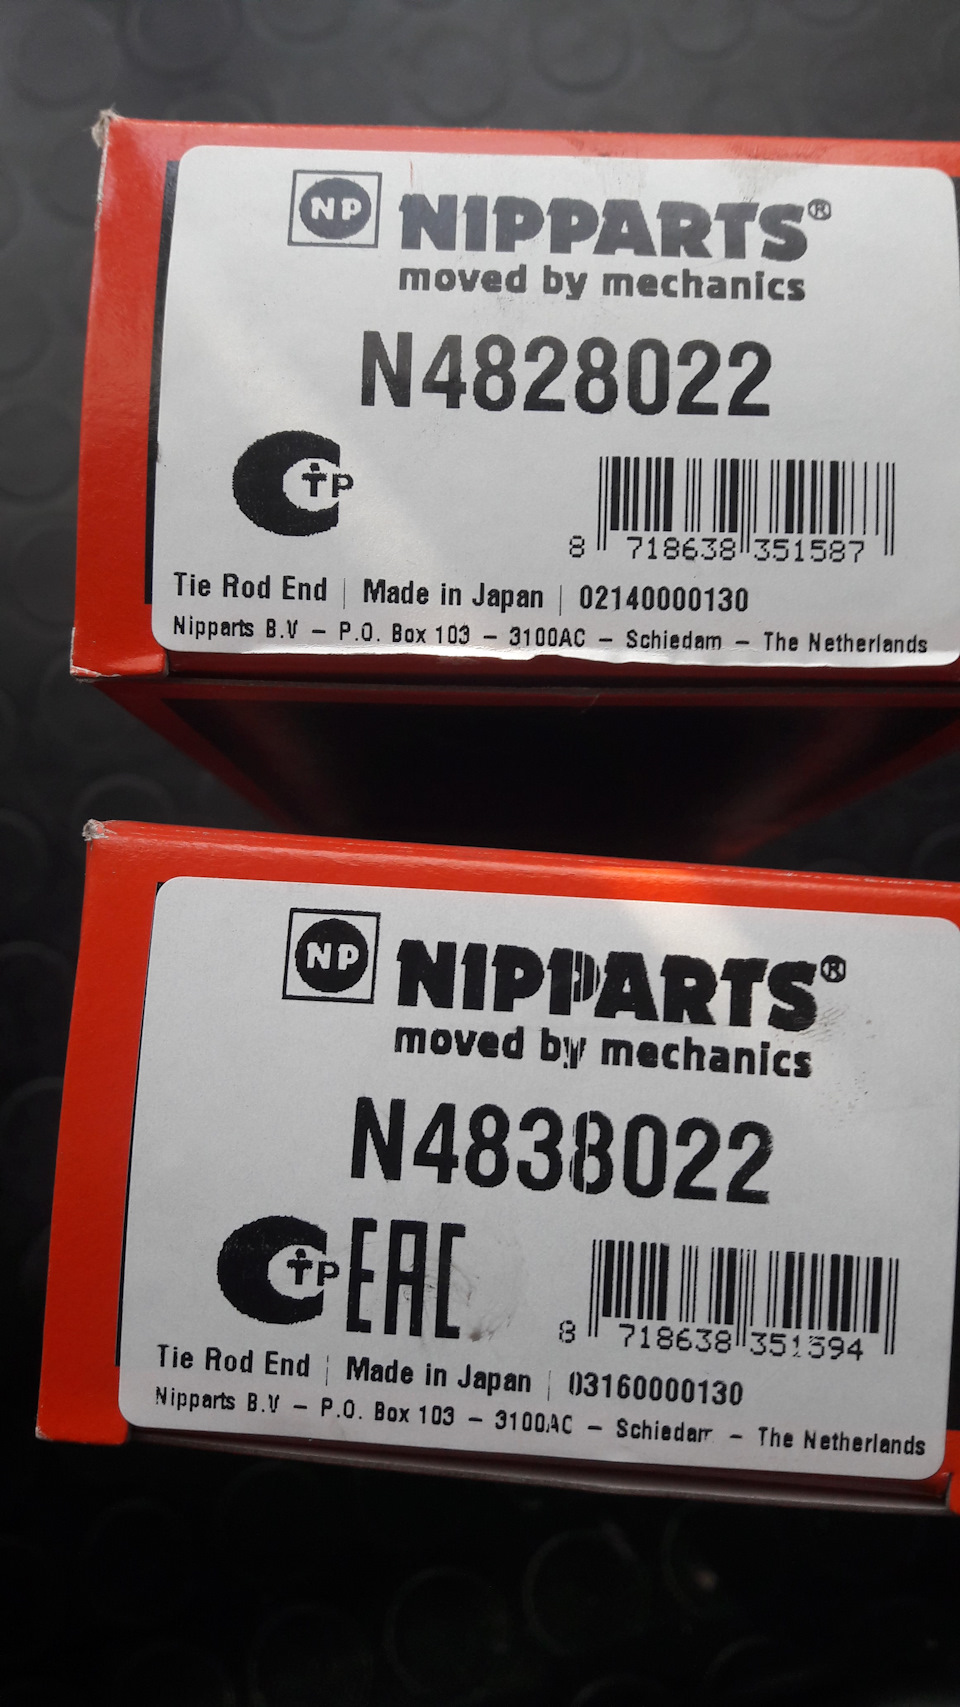 NP NIPPARTS®
moved by mechanics
N4828022
TP
8 718638 351587
Tie Rod End | Made in Japan | 02140000130
Nipparts B.V – P.O. Box 103 – 3100AC – Schiedam – The Netherlands
NP NIPPARTS®
moved by mechanics
N4838022
TP EAC
8 718638 351594
Tie Rod End | Made in Japan | 03160000130
Nipparts B.V – P.O. Box 103 – 3100AC – Schiedam – The Netherlands